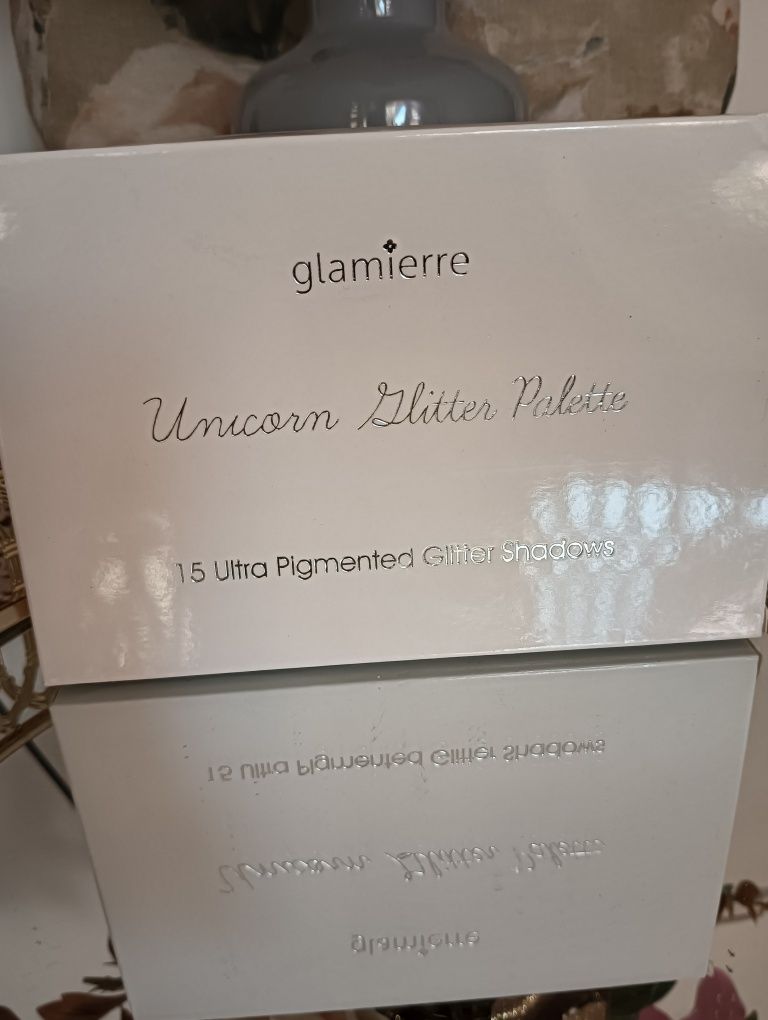 glamierre
Unicorn Glitter Palette
15 Ultra Pigmented Glitter Shadows